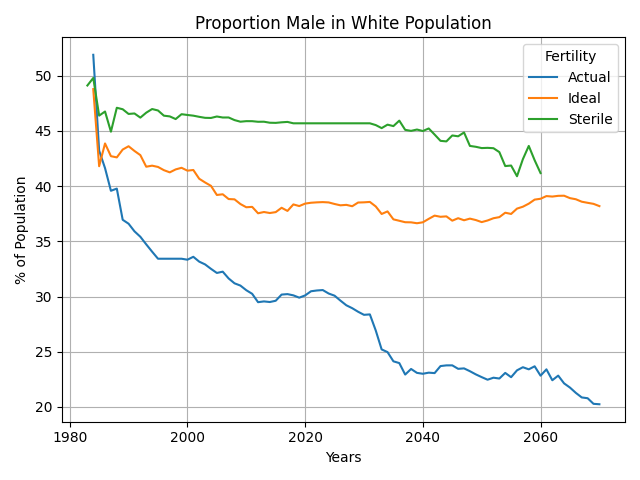 Proportion Male in White Population
Fertility
Actual
Ideal
Sterile
% of Population
50
45
40
35
30
25
20
1980
2000
2020
2040
2060
Years